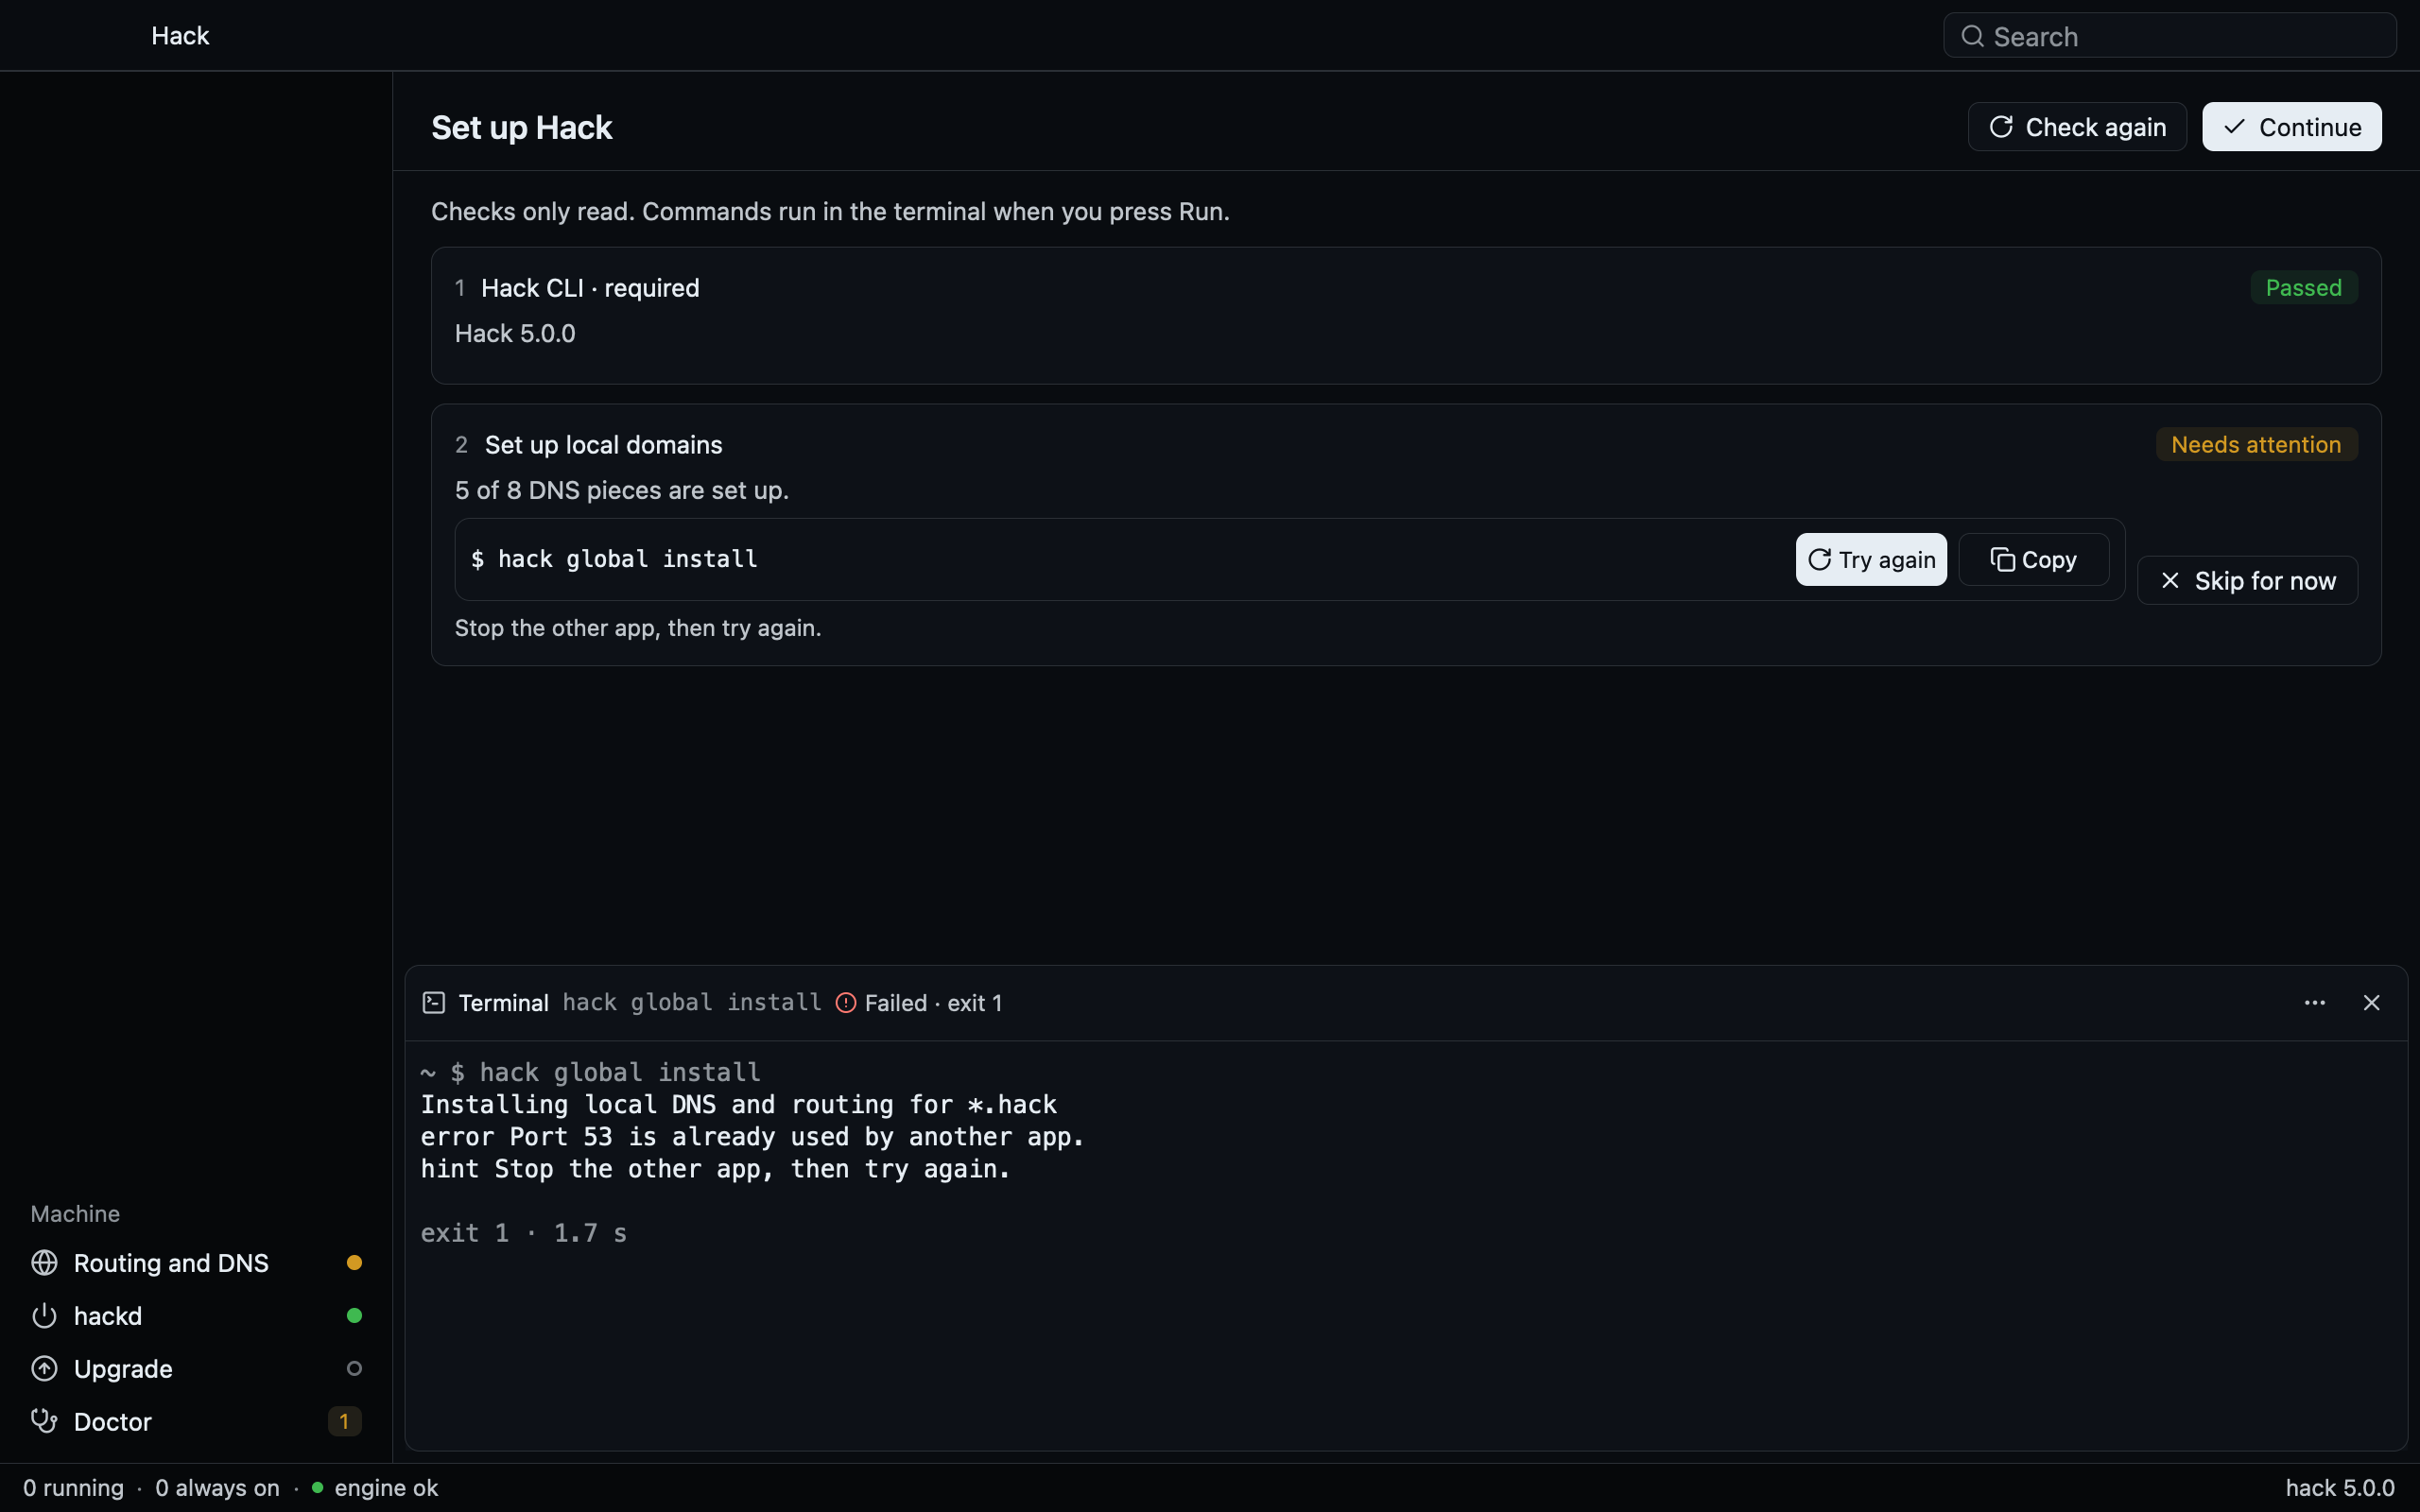 Hack
Search
Set up Hack
Check again
Continue
Checks only read. Commands run in the terminal when you press Run.
1 Hack CLI · required
Passed
Hack 5.0.0
2 Set up local domains
Needs attention
5 of 8 DNS pieces are set up.
$ hack global install
Try again
Copy
Skip for now
Stop the other app, then try again.
Terminal hack global install Failed · exit 1
~ $ hack global install
Installing local DNS and routing for *.hack
error Port 53 is already used by another app.
hint Stop the other app, then try again.
exit 1 · 1.7 s
Machine
Routing and DNS
hackd
Upgrade
Doctor 1
0 running · 0 always on · engine ok
hack 5.0.0